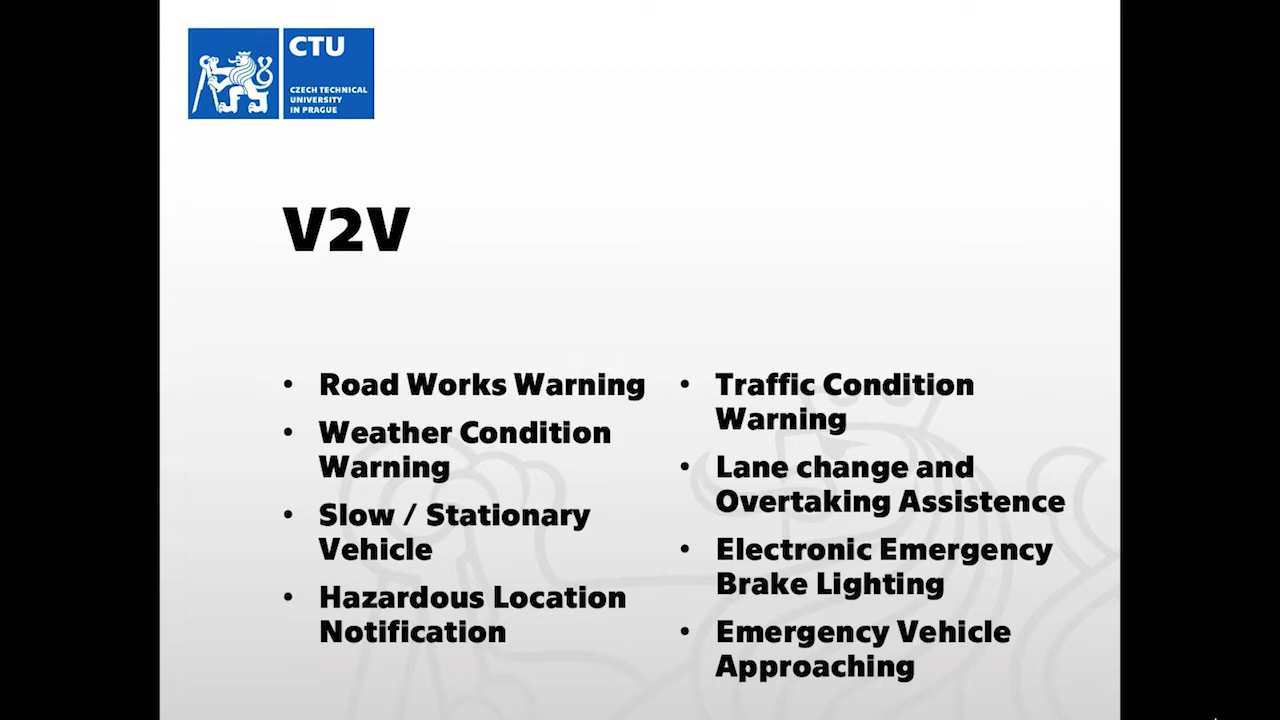 CTU
CZECH TECHNICAL
UNIVERSITY
IN PRAGUE
V2V
• Road Works Warning
• Weather Condition
Warning
• Slow / Stationary
Vehicle
• Hazardous Location
Notification
• Traffic Condition
Warning
• Lane change and
Overtaking Assistence
• Electronic Emergency
Brake Lighting
• Emergency Vehicle
Approaching